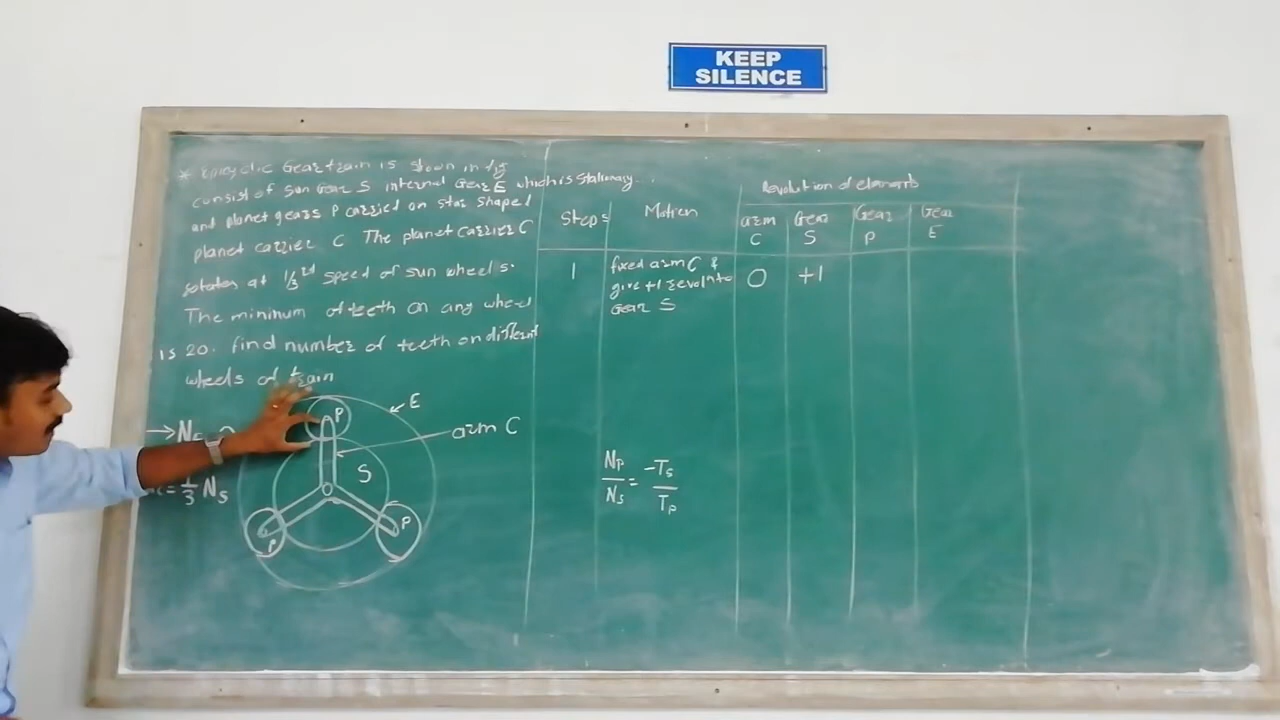 KEEP
SILENCE
* Epicyclic Gear train is shown in fig
consist of sun Gear S internal Gear E which is stationary...
and planet gears P carried on star shaped
planet carrier C The planet carrier C
rotates at 1/3rd speed of sun wheel S.
The mininum of teeth on any wheel
is 20. find number of teeth on different
wheels of train
P
E
arm C
S
P
P
= 1/3 NS
Steps
Motion
Revolution of elements
arm
C
Gear
S
Gear
P
Gear
E
1
fixed arm C &
give +1 revoln to
Gear S
0
+1
NP/NS = -TS/TP